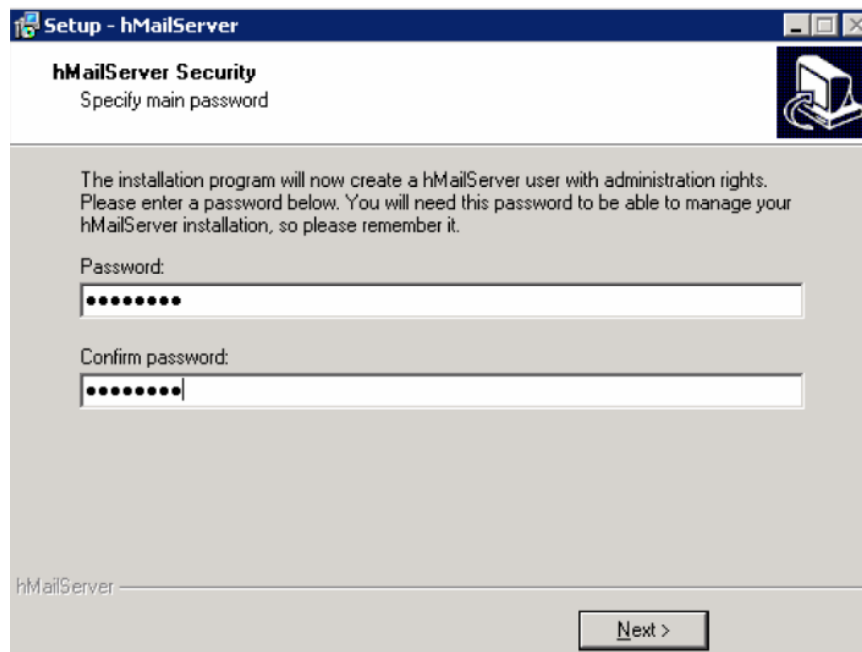 Setup - hMailServer
hMailServer Security
Specify main password
The installation program will now create a hMailServer user with administration rights.
Please enter a password below. You will need this password to be able to manage your
hMailServer installation, so please remember it.
Password:
●●●●●●●●
Confirm password:
●●●●●●●●
hMailServer
Next >